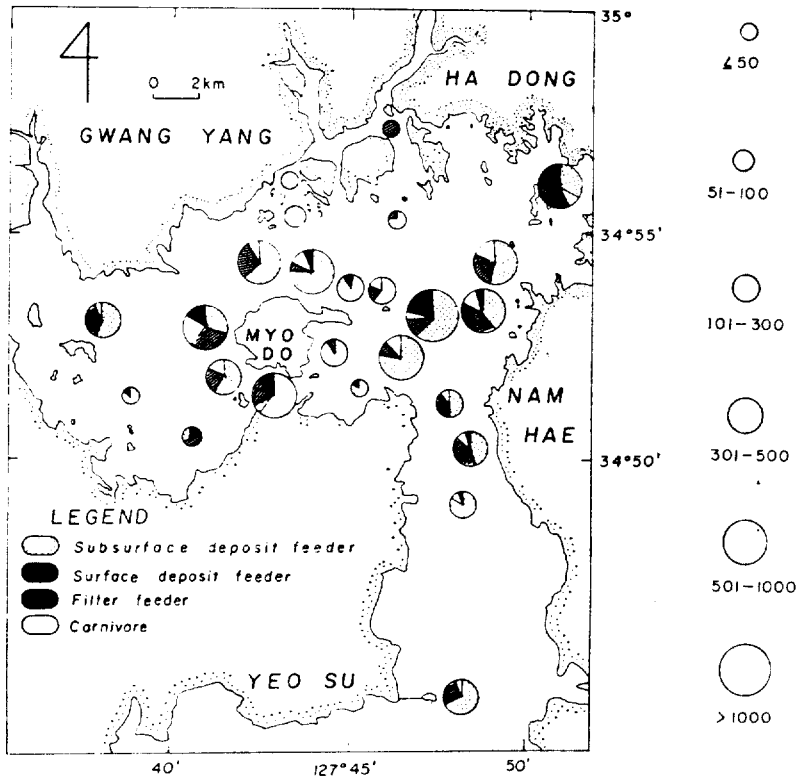 35°
0 2km
HA DONG
≤50
GWANG YANG
51-100
34°55'
101-300
MYO
DO
NAM
HAE
301-500
34°50'
LEGEND
Subsurface deposit feeder
Surface deposit feeder
Filter feeder
Carnivore
501-1000
YEO SU
>1000
40'
127°45'
50'